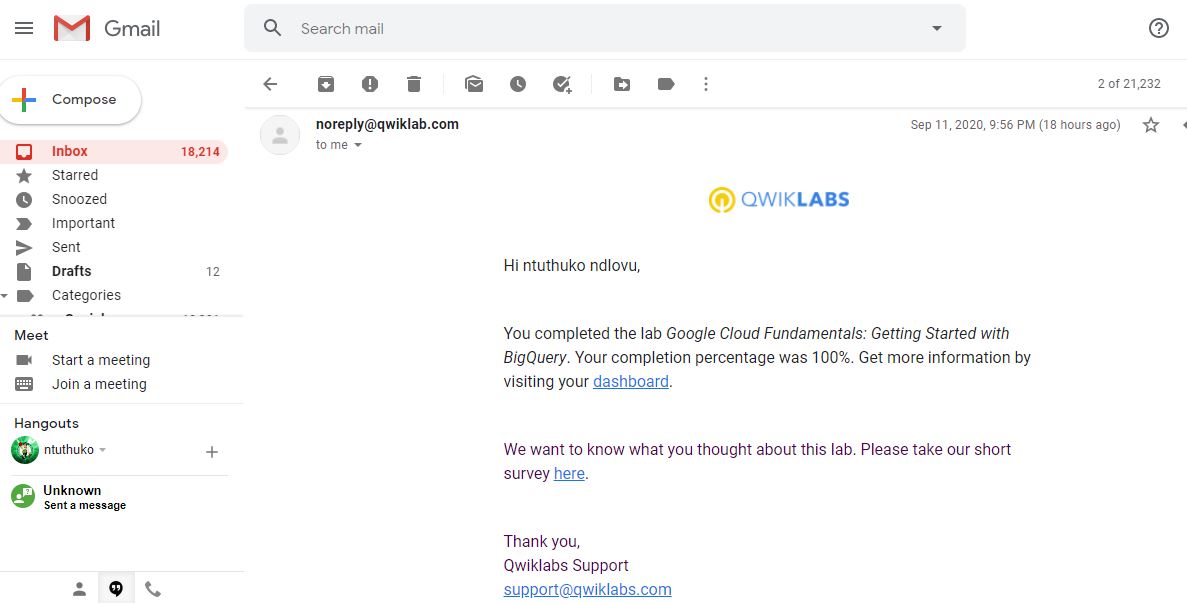 Gmail
Search mail
Compose
2 of 21,232
Inbox 18,214
Starred
Snoozed
Important
Sent
Drafts 12
Categories
Meet
Start a meeting
Join a meeting
Hangouts
ntuthuko
Unknown
Sent a message
noreply@qwiklab.com
Sep 11, 2020, 9:56 PM (18 hours ago)
to me
QWIKLABS
Hi ntuthuko ndlovu,
You completed the lab Google Cloud Fundamentals: Getting Started with
BigQuery. Your completion percentage was 100%. Get more information by
visiting your dashboard.
We want to know what you thought about this lab. Please take our short
survey here.
Thank you,
Qwiklabs Support
support@qwiklabs.com